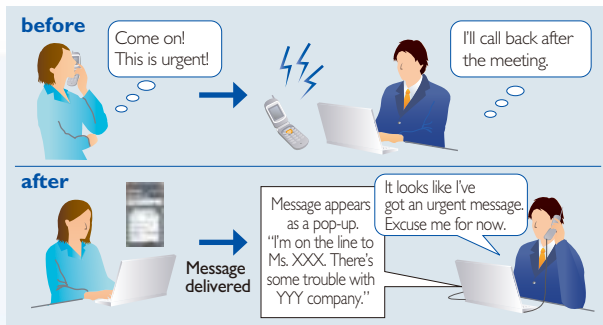 before
Come on!
This is urgent!
I'll call back after
the meeting.
after
Message
delivered
Message appears
as a pop-up.
“I'm on the line to
Ms. XXX. There's
some trouble with
YYY company.”
It looks like I've
got an urgent message.
Excuse me for now.